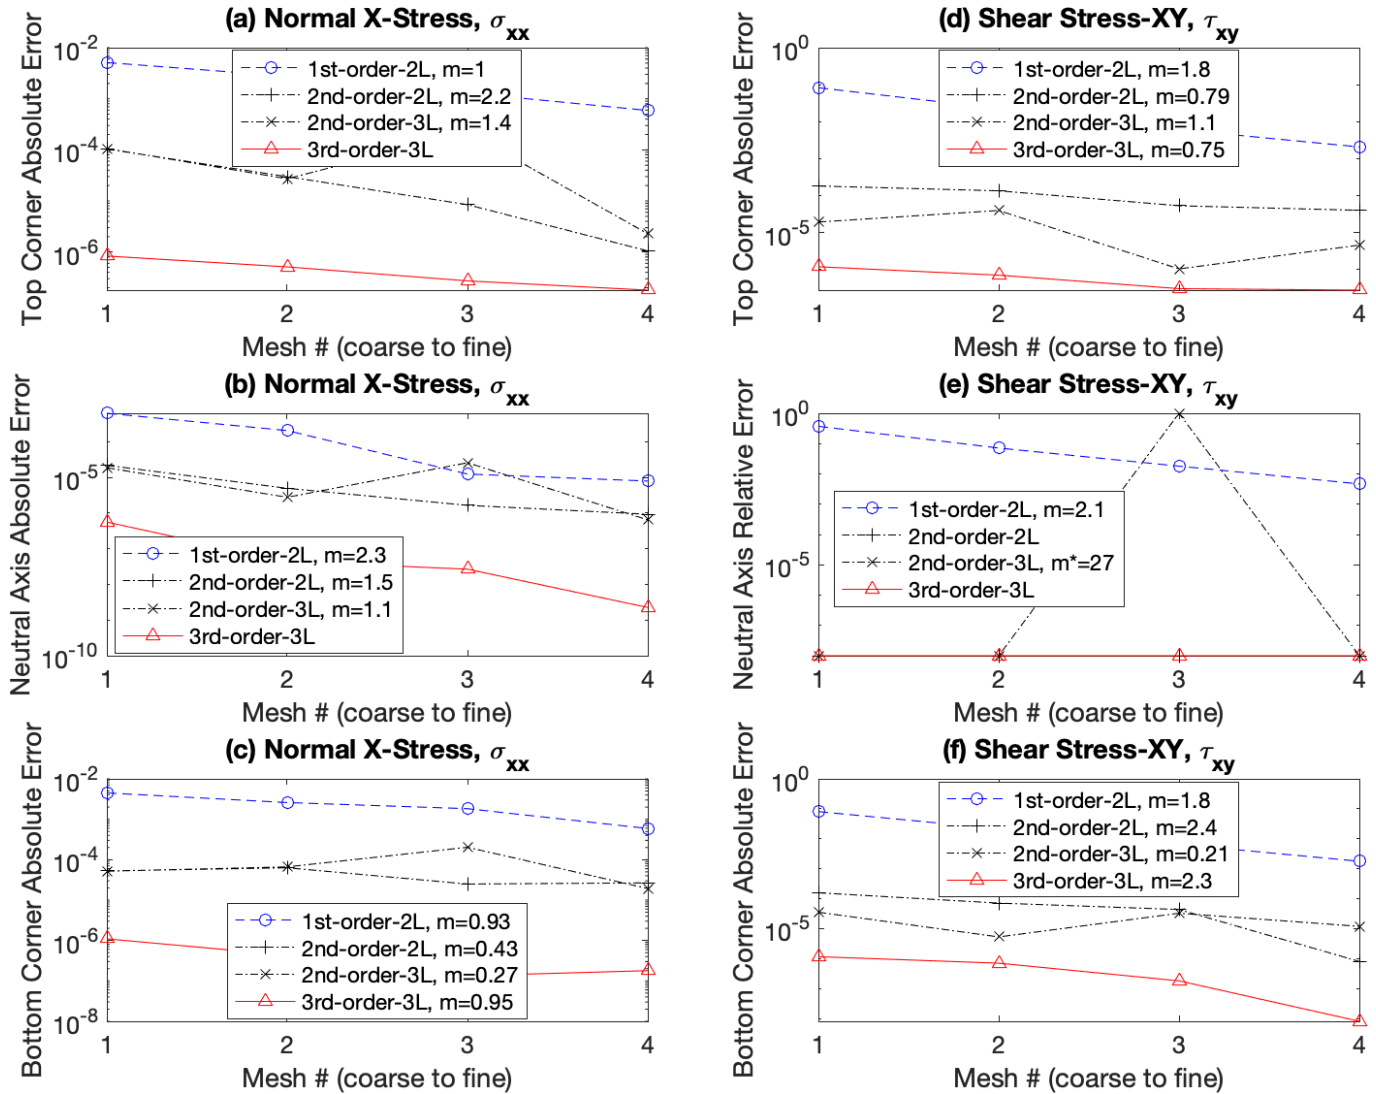 (a) Normal X-Stress, σxx
Top Corner Absolute Error
10-2
10-4
10-6
1st-order-2L, m=1
2nd-order-2L, m=2.2
2nd-order-3L, m=1.4
3rd-order-3L
1 2 3 4
Mesh # (coarse to fine)
(d) Shear Stress-XY, τxy
Top Corner Absolute Error
100
10-5
1st-order-2L, m=1.8
2nd-order-2L, m=0.79
2nd-order-3L, m=1.1
3rd-order-3L, m=0.75
1 2 3 4
Mesh # (coarse to fine)
(b) Normal X-Stress, σxx
Neutral Axis Absolute Error
10-5
10-10
1st-order-2L, m=2.3
2nd-order-2L, m=1.5
2nd-order-3L, m=1.1
3rd-order-3L
1 2 3 4
Mesh # (coarse to fine)
(e) Shear Stress-XY, τxy
Neutral Axis Relative Error
100
10-5
1st-order-2L, m=2.1
2nd-order-2L
2nd-order-3L, m*=27
3rd-order-3L
1 2 3 4
Mesh # (coarse to fine)
(c) Normal X-Stress, σxx
Bottom Corner Absolute Error
10-2
10-4
10-6
10-8
1st-order-2L, m=0.93
2nd-order-2L, m=0.43
2nd-order-3L, m=0.27
3rd-order-3L, m=0.95
1 2 3 4
Mesh # (coarse to fine)
(f) Shear Stress-XY, τxy
Bottom Corner Absolute Error
100
10-5
1st-order-2L, m=1.8
2nd-order-2L, m=2.4
2nd-order-3L, m=0.21
3rd-order-3L, m=2.3
1 2 3 4
Mesh # (coarse to fine)